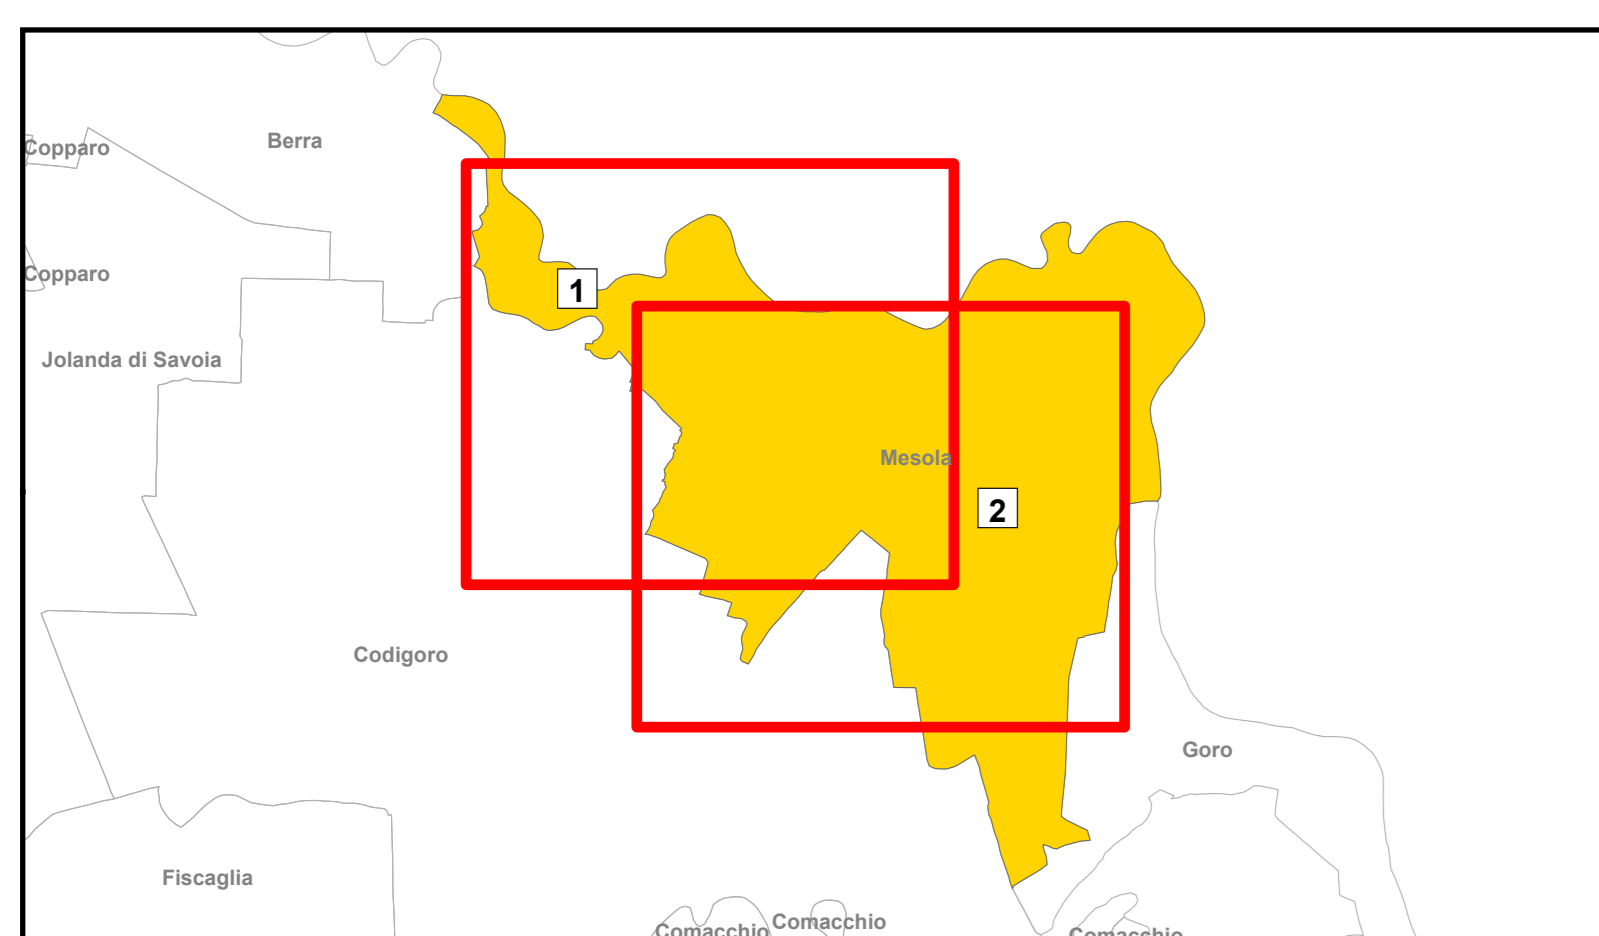 Berra
Copparo
Copparo
1
Jolanda di Savoia
Mesola
2
Codigoro
Goro
Fiscaglia
Comacchio
Comacchio
Comacchio